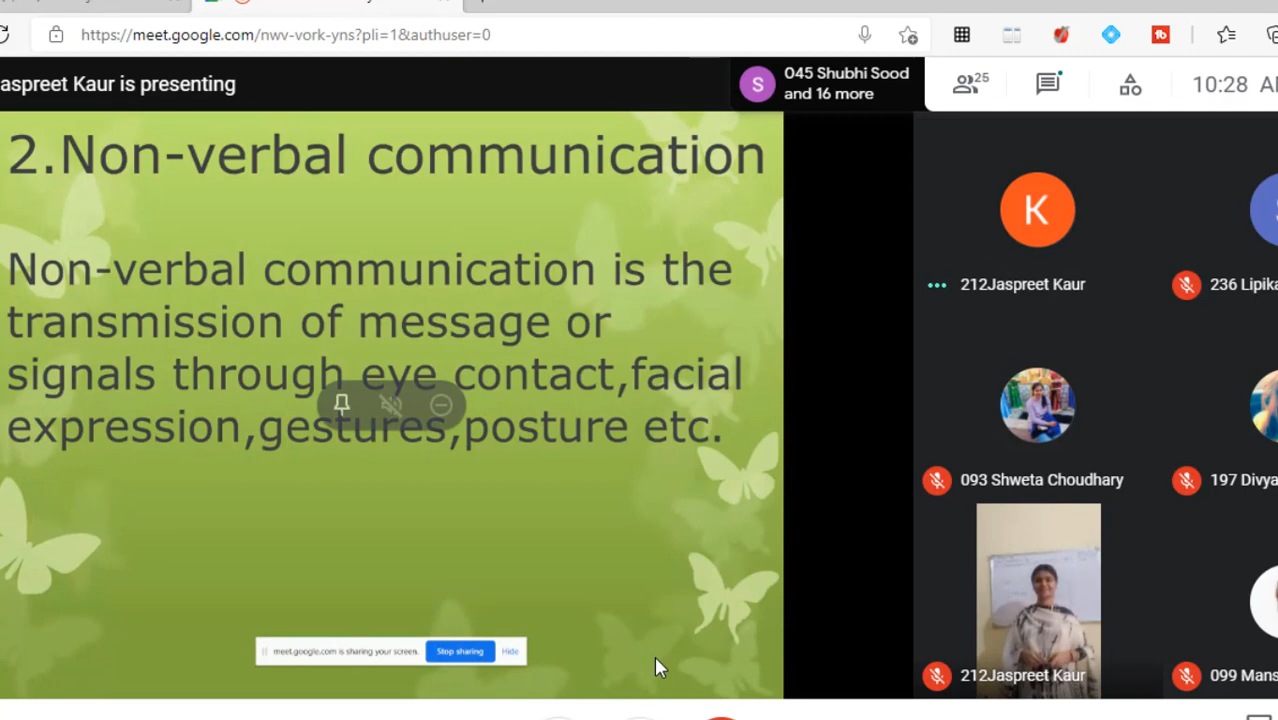 https://meet.google.com/nwv-vork-yns?pli=1&authuser=0
aspreet Kaur is presenting
S
045 Shubhi Sood
and 16 more
25
10:28 AM
2.Non-verbal communication
Non-verbal communication is the
transmission of message or
signals through eye contact,facial
expression,gestures,posture etc.
meet.google.com is sharing your screen.
Stop sharing
Hide
K
212Jaspreet Kaur
236 Lipika
093 Shweta Choudhary
197 Divya
212Jaspreet Kaur
099 Mans